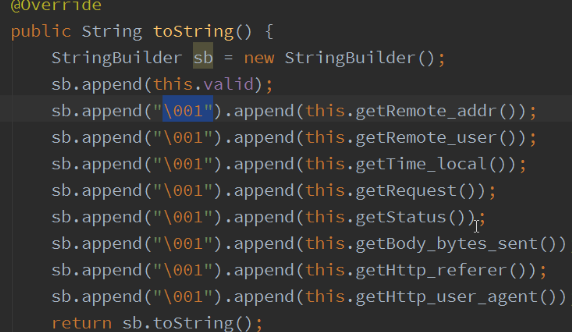 @Override
public String toString() {
StringBuilder sb = new StringBuilder();
sb.append(this.valid);
sb.append("\001").append(this.getRemote_addr());
sb.append("\001").append(this.getRemote_user());
sb.append("\001").append(this.getTime_local());
sb.append("\001").append(this.getRequest());
sb.append("\001").append(this.getStatus());
sb.append("\001").append(this.getBody_bytes_sent())
sb.append("\001").append(this.getHttp_referer());
sb.append("\001").append(this.getHttp_user_agent())
return sb.toString();